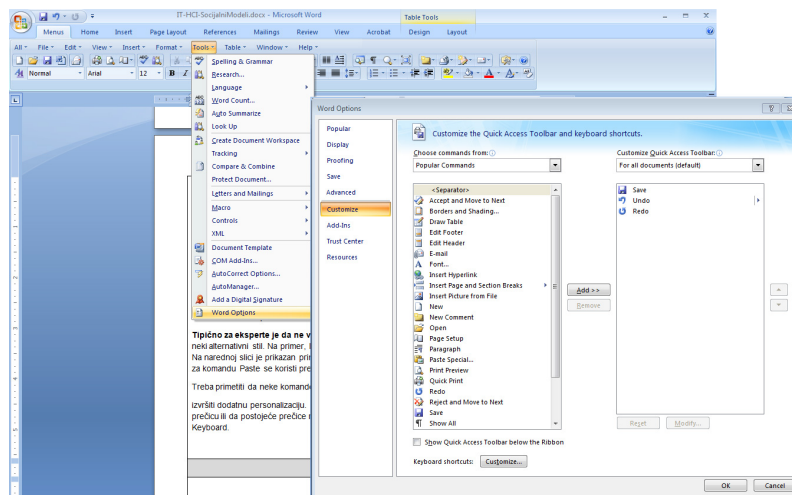 IT-HCI-SocijalniModeli.docx - Microsoft Word
Table Tools
Menus Home Insert Page Layout References Mailings Review View Acrobat Design Layout
All File Edit View Insert Format Tools Table Window Help
Normal Arial 12 B I
Spelling & Grammar
Research...
Language
Word Count...
Auto Summarize
Look Up
Create Document Workspace
Tracking
Compare & Combine
Protect Document...
Letters and Mailings
Macro
Controls
XML
Document Template
COM Add-Ins...
AutoCorrect Options...
AutoManager...
Add a Digital Signature
Word Options
Tipično za eksperte je da ne v
neki alternativni stil. Na primer,
Na narednoj slici je prikazan pri
za komandu Paste se koristi pre
Treba primetiti da neke komand
izvršiti dodatnu personalizaciju.
prečicu ili da postojeće prečice
Keyboard.
Word Options
Popular
Display
Proofing
Save
Advanced
Customize
Add-Ins
Trust Center
Resources
Customize the Quick Access Toolbar and keyboard shortcuts.
Choose commands from:
Popular Commands
<Separator>
Accept and Move to Next
Borders and Shading...
Draw Table
Edit Footer
Edit Header
E-mail
Font...
Insert Hyperlink
Insert Page and Section Breaks
Insert Picture from File
New
New Comment
Open
Page Setup
Paragraph
Paste Special...
Print Preview
Quick Print
Redo
Reject and Move to Next
Save
Show All
Add >>
Remove
Customize Quick Access Toolbar:
For all documents (default)
Save
Undo
Redo
Reset Modify...
Show Quick Access Toolbar below the Ribbon
Keyboard shortcuts: Customize...
OK Cancel